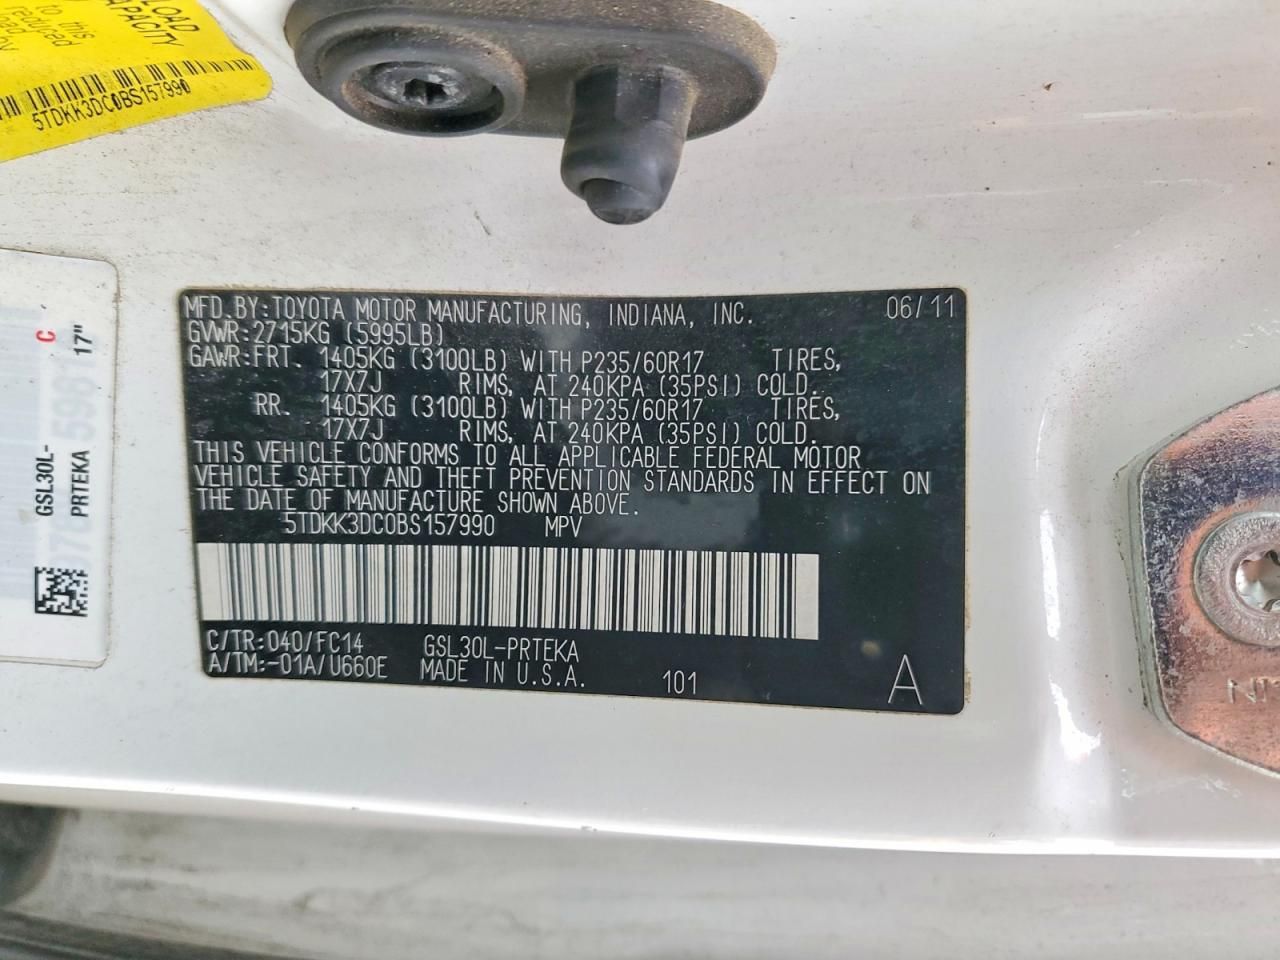 LOAD
CAPACITY
to this
reduced
5TDKK3DC0BS157990
GSL30L-
PRTEKA
C
17"
5981
MFD. BY: TOYOTA MOTOR MANUFACTURING, INDIANA, INC. 06/11
GVWR: 2715KG (5995LB)
GAWR: FRT. 1405KG (3100LB) WITH P235/60R17 TIRES,
17X7J RIMS, AT 240KPA (35PSI) COLD.
RR. 1405KG (3100LB) WITH P235/60R17 TIRES,
17X7J RIMS, AT 240KPA (35PSI) COLD.
THIS VEHICLE CONFORMS TO ALL APPLICABLE FEDERAL MOTOR
VEHICLE SAFETY AND THEFT PREVENTION STANDARDS IN EFFECT ON
THE DATE OF MANUFACTURE SHOWN ABOVE.
5TDKK3DC0BS157990 MPV
C/TR: 040/FC14 GSL30L-PRTEKA
A/TM: -01A/U660E MADE IN U.S.A. 101 A